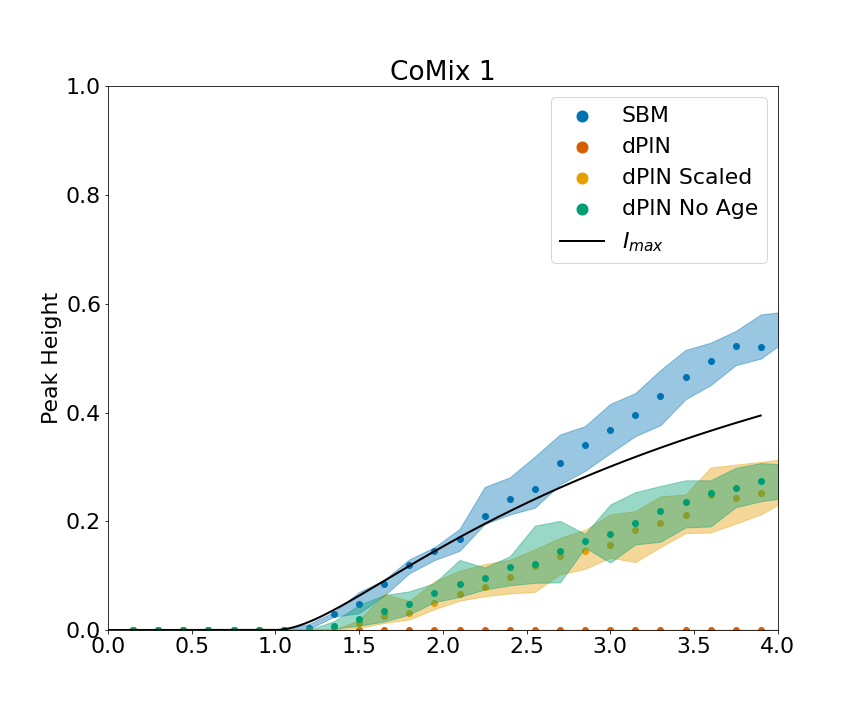 CoMix 1
1.0
0.8
0.6
0.4
0.2
0.0
Peak Height
SBM
dPIN
dPIN Scaled
dPIN No Age
I_max
0.0 0.5 1.0 1.5 2.0 2.5 3.0 3.5 4.0